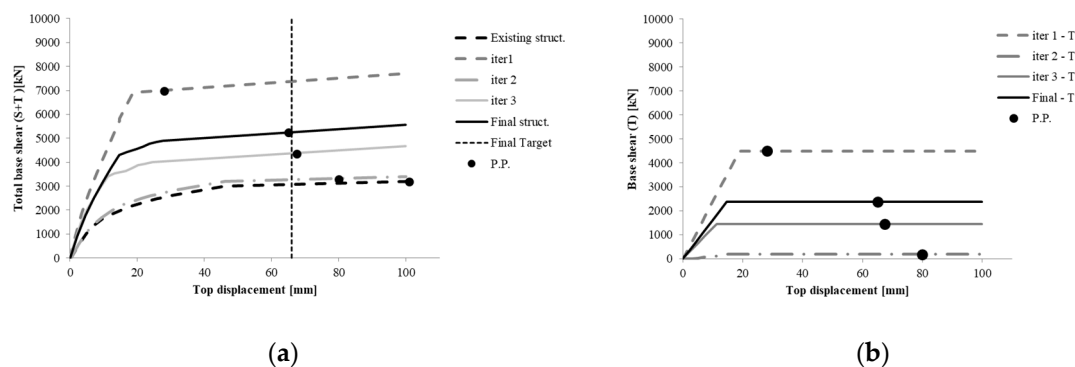 Total base shear (S+T )[kN]
10000
9000
8000
7000
6000
5000
4000
3000
2000
1000
0
0 20 40 60 80 100
Top displacement [mm]
Existing struct.
iter1
iter 2
iter 3
Final struct.
Final Target
P.P.
(a)
Base shear (T) [kN]
10000
9000
8000
7000
6000
5000
4000
3000
2000
1000
0
0 20 40 60 80 100
Top displacement [mm]
iter 1 - T
iter 2 - T
iter 3 - T
Final - T
P.P.
(b)